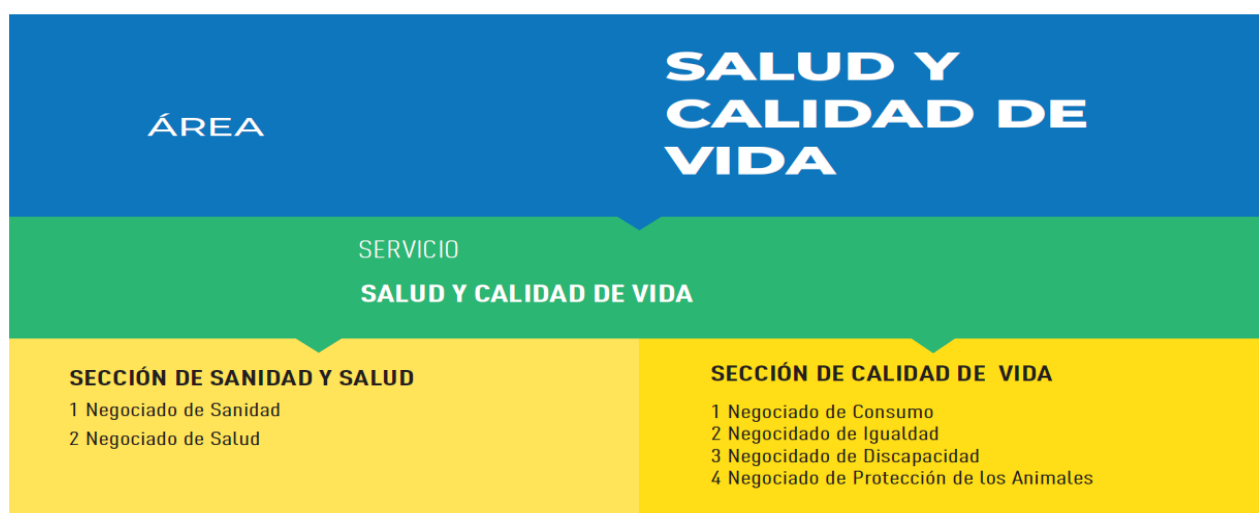 ÁREA
SALUD Y
CALIDAD DE
VIDA
SERVICIO
SALUD Y CALIDAD DE VIDA
SECCIÓN DE SANIDAD Y SALUD
1 Negociado de Sanidad
2 Negociado de Salud
SECCIÓN DE CALIDAD DE VIDA
1 Negociado de Consumo
2 Negocidado de Igualdad
3 Negocidado de Discapacidad
4 Negociado de Protección de los Animales